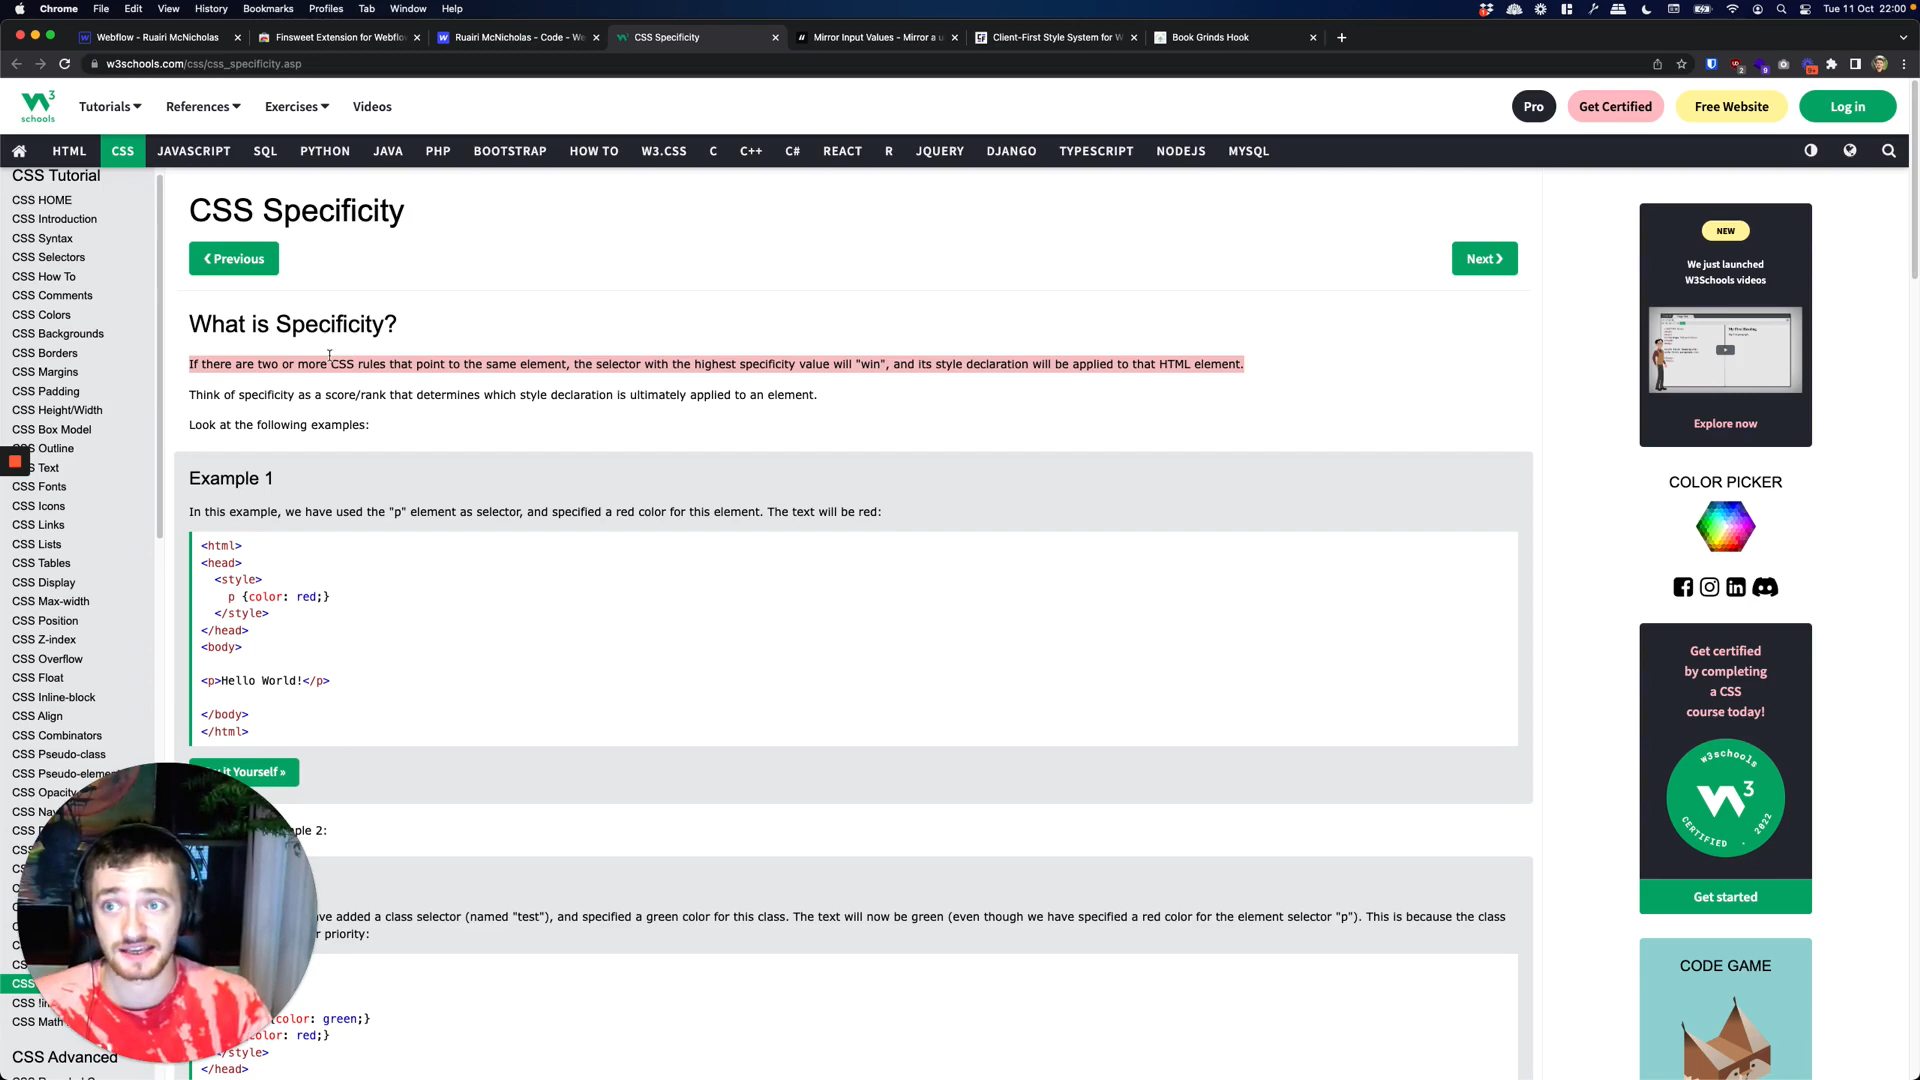 Chrome File Edit View History Bookmarks Profiles Tab Window Help Tue 11 Oct 22:00
Webflow - Ruairi McNicholas
Finsweet Extension for Webflow
Ruairi McNicholas - Code - We
CSS Specificity
Mirror Input Values - Mirror a u
Client-First Style System for W
Book Grinds Hook
w3schools.com/css/css_specificity.asp
schools
Tutorials References Exercises Videos
Pro
Get Certified
Free Website
Log in
HTML CSS JAVASCRIPT SQL PYTHON JAVA PHP BOOTSTRAP HOW TO W3.CSS C C++ C# REACT R JQUERY DJANGO TYPESCRIPT NODEJS MYSQL
CSS Tutorial
CSS HOME
CSS Introduction
CSS Syntax
CSS Selectors
CSS How To
CSS Comments
CSS Colors
CSS Backgrounds
CSS Borders
CSS Margins
CSS Padding
CSS Height/Width
CSS Box Model
S Outline
S Text
CSS Fonts
CSS Icons
CSS Links
CSS Lists
CSS Tables
CSS Display
CSS Max-width
CSS Position
CSS Z-index
CSS Overflow
CSS Float
CSS Inline-block
CSS Align
CSS Combinators
CSS Pseudo-class
CSS Pseudo-eleme
CSS Opacity
CSS Na
CSS
CSS !i
CSS Math
CSS Advanced
CSS Specificity
❮ Previous
Next ❯
What is Specificity?
If there are two or more CSS rules that point to the same element, the selector with the highest specificity value will "win", and its style declaration will be applied to that HTML element.
Think of specificity as a score/rank that determines which style declaration is ultimately applied to an element.
Look at the following examples:
Example 1
In this example, we have used the "p" element as selector, and specified a red color for this element. The text will be red:
<html>
<head>
<style>
p {color: red;}
</style>
</head>
<body>
<p>Hello World!</p>
</body>
</html>
it Yourself »
ple 2:
ve added a class selector (named "test"), and specified a green color for this class. The text will now be green (even though we have specified a red color for the element selector "p"). This is because the class
r priority:
{color: green;}
olor: red;}
/style>
</head>
NEW
We just launched
W3Schools videos
Explore now
COLOR PICKER
Get certified
by completing
a CSS
course today!
w3schools
CERTIFIED . 2022
Get started
CODE GAME